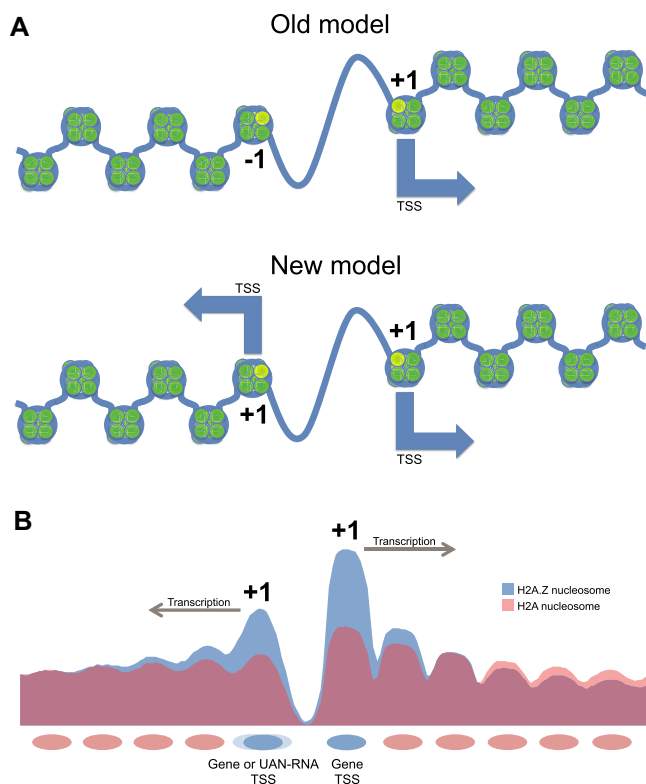 A
Old model
+1
-1
TSS
New model
TSS
+1
+1
TSS
B
+1
Transcription
+1
Transcription
H2A.Z nucleosome
H2A nucleosome
Gene or UAN-RNA
TSS
Gene
TSS